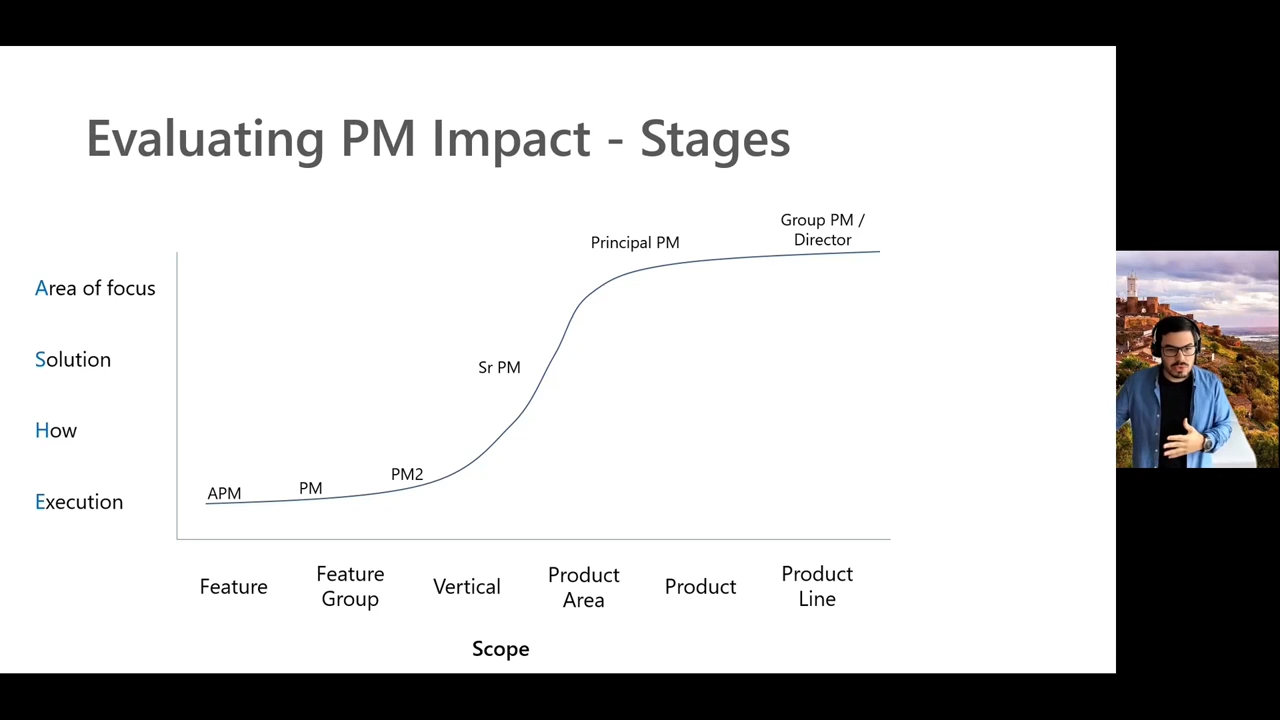 Evaluating PM Impact - Stages
Group PM /
Director
Principal PM
Area of focus
Solution
Sr PM
How
PM2
PM
APM
Execution
Feature
Feature
Group
Vertical
Product
Area
Product
Product
Line
Scope